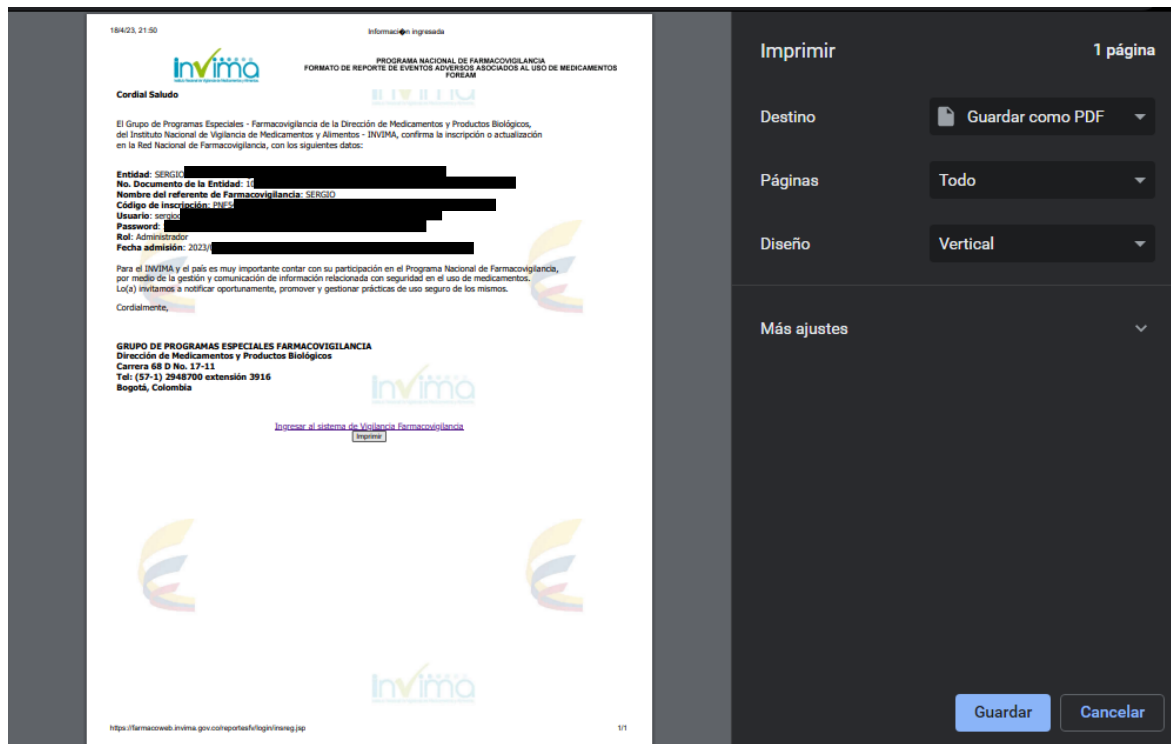 18/4/23, 21:50
Informaci�n ingresada
invima
PROGRAMA NACIONAL DE FARMACOVIGILANCIA
FORMATO DE REPORTE DE EVENTOS ADVERSOS ASOCIADOS AL USO DE MEDICAMENTOS
FOREAM
Cordial Saludo
El Grupo de Programas Especiales - Farmacovigilancia de la Dirección de Medicamentos y Productos Biológicos,
del Instituto Nacional de Vigilancia de Medicamentos y Alimentos - INVIMA, confirma la inscripción o actualización
en la Red Nacional de Farmacovigilancia, con los siguientes datos:
Entidad: SERGIO
No. Documento de la Entidad: 10
Nombre del referente de Farmacovigilancia: SERGIO
Código de inscripción: PNFS
Usuario: sergio
Password:
Rol: Administrador
Fecha admisión: 2023/
Para el INVIMA y el país es muy importante contar con su participación en el Programa Nacional de Farmacovigilancia,
por medio de la gestión y comunicación de información relacionada con seguridad en el uso de medicamentos.
Lo(a) invitamos a notificar oportunamente, promover y gestionar prácticas de uso seguro de los mismos.
Cordialmente,
GRUPO DE PROGRAMAS ESPECIALES FARMACOVIGILANCIA
Dirección de Medicamentos y Productos Biológicos
Carrera 68 D No. 17-11
Tel: (57-1) 2948700 extensión 3916
Bogotá, Colombia
invima
Ingresar al sistema de Vigilancia Farmacovigilancia
Imprimir
invima
https://farmacoweb.invima.gov.co/reportesfv/login/insreg.jsp
1/1
Imprimir
1 página
Destino
Guardar como PDF
Páginas
Todo
Diseño
Vertical
Más ajustes
Guardar
Cancelar